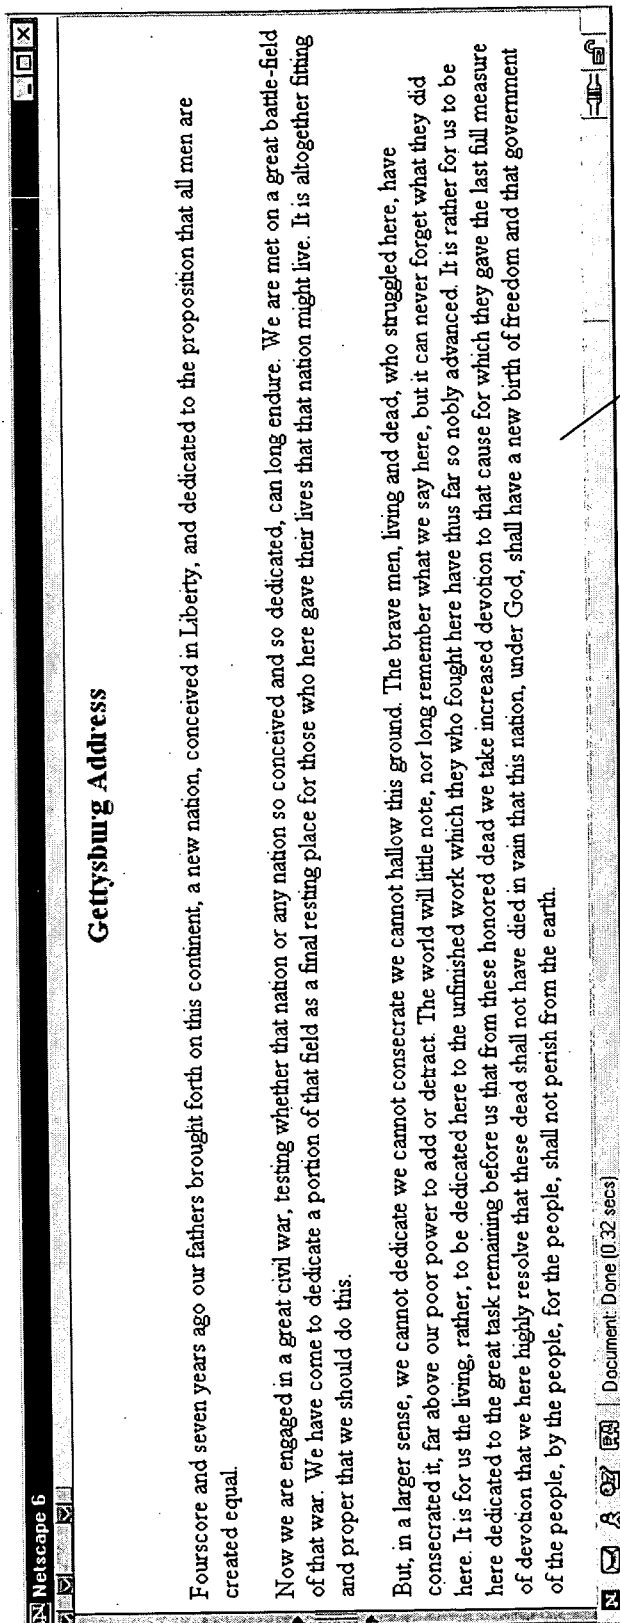 Netscape 6
Gettysburg Address
Fourscore and seven years ago our fathers brought forth on this continent, a new nation, conceived in Liberty, and dedicated to the proposition that all men are
created equal.
Now we are engaged in a great civil war, testing whether that nation or any nation so conceived and so dedicated, can long endure. We are met on a great battle-field
of that war. We have come to dedicate a portion of that field as a final resting place for those who here gave their lives that that nation might live. It is altogether fitting
and proper that we should do this.
But, in a larger sense, we cannot dedicate we cannot consecrate we cannot hallow this ground. The brave men, living and dead, who struggled here, have
consecrated it, far above our poor power to add or detract. The world will little note, nor long remember what we say here, but it can never forget what they did
here. It is for us the living, rather, to be dedicated here to the unfinished work which they who fought here have thus far so nobly advanced. It is rather for us to be
here dedicated to the great task remaining before us that from these honored dead we take increased devotion to that cause for which they gave the last full measure
of devotion that we here highly resolve that these dead shall not have died in vain that this nation, under God, shall have a new birth of freedom and that government
of the people, by the people, for the people, shall not perish from the earth.
Document: Done (0.32 secs)